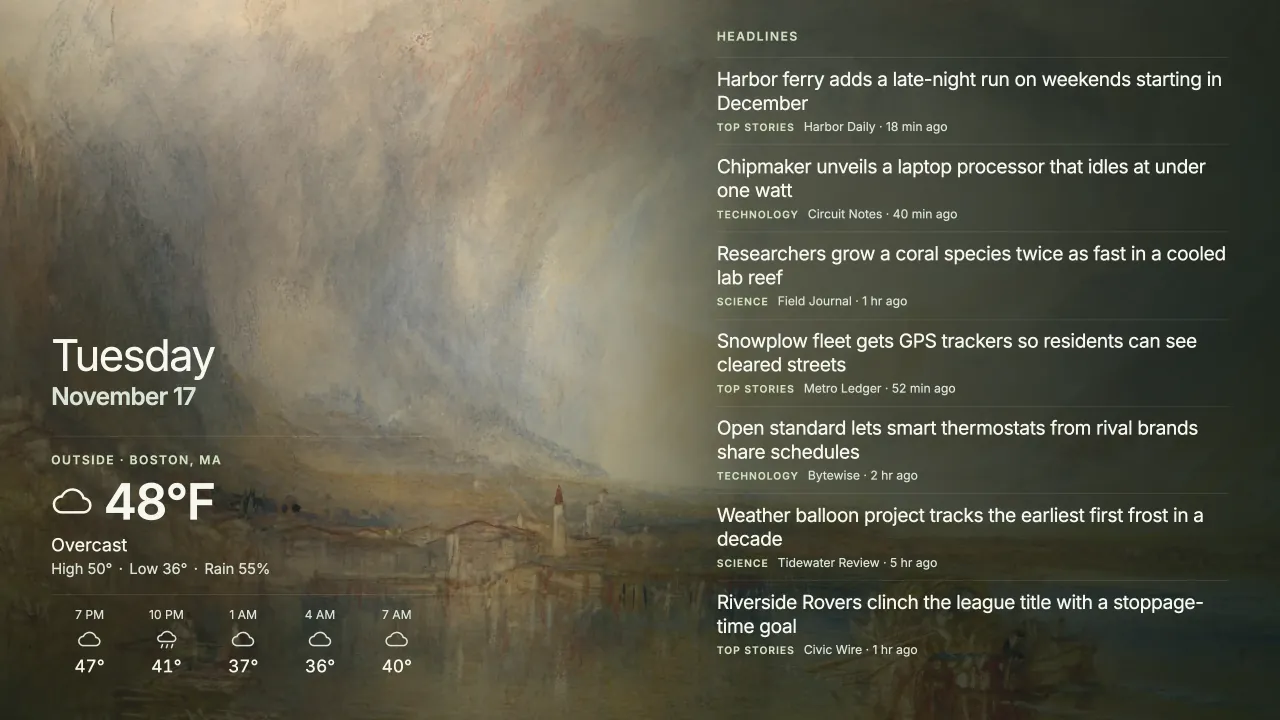 Tuesday
November 17
OUTSIDE · BOSTON, MA
48°F
Overcast
High 50° · Low 36° · Rain 55%
7 PM 10 PM 1 AM 4 AM 7 AM
47° 41° 37° 36° 40°
HEADLINES
Harbor ferry adds a late-night run on weekends starting in
December
TOP STORIES Harbor Daily · 18 min ago
Chipmaker unveils a laptop processor that idles at under
one watt
TECHNOLOGY Circuit Notes · 40 min ago
Researchers grow a coral species twice as fast in a cooled
lab reef
SCIENCE Field Journal · 1 hr ago
Snowplow fleet gets GPS trackers so residents can see
cleared streets
TOP STORIES Metro Ledger · 52 min ago
Open standard lets smart thermostats from rival brands
share schedules
TECHNOLOGY Bytewise · 2 hr ago
Weather balloon project tracks the earliest first frost in a
decade
SCIENCE Tidewater Review · 5 hr ago
Riverside Rovers clinch the league title with a stoppage-
time goal
TOP STORIES Civic Wire · 1 hr ago